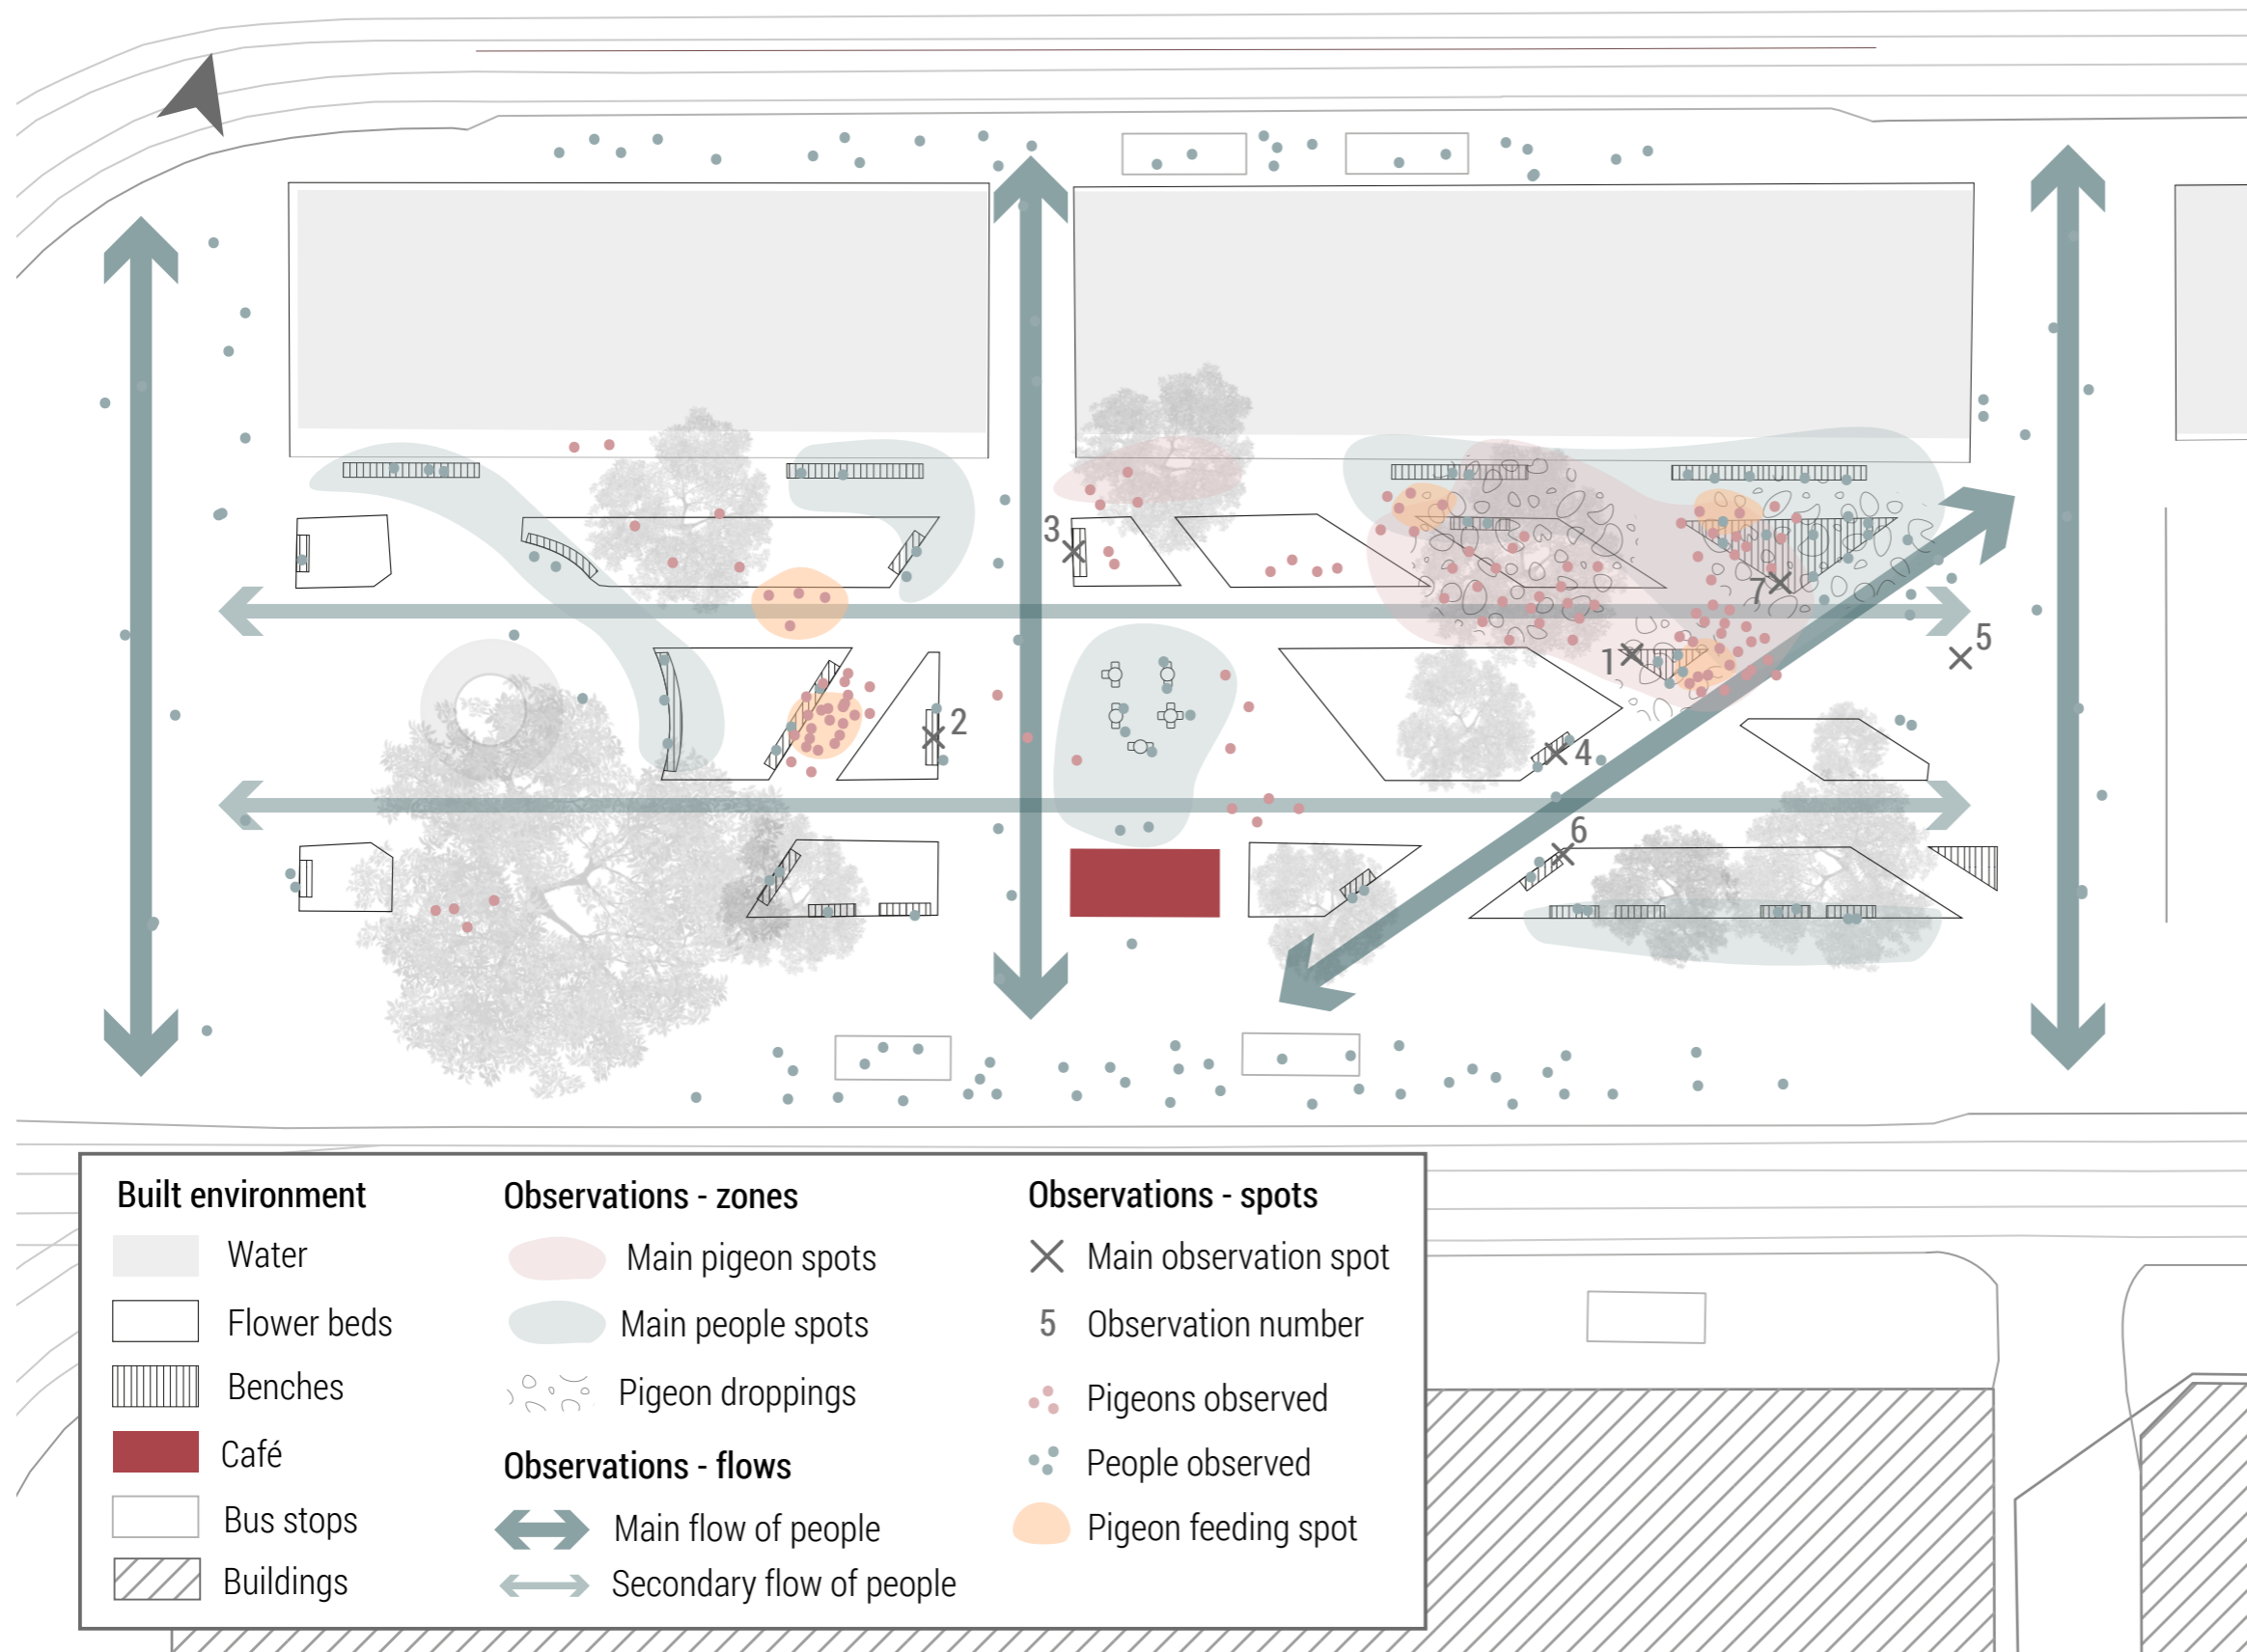 3
7
5
1
2
4
6
Built environment
Water
Flower beds
Benches
Café
Bus stops
Buildings
Observations - zones
Main pigeon spots
Main people spots
Pigeon droppings
Observations - flows
Main flow of people
Secondary flow of people
Observations - spots
Main observation spot
5 Observation number
Pigeons observed
People observed
Pigeon feeding spot